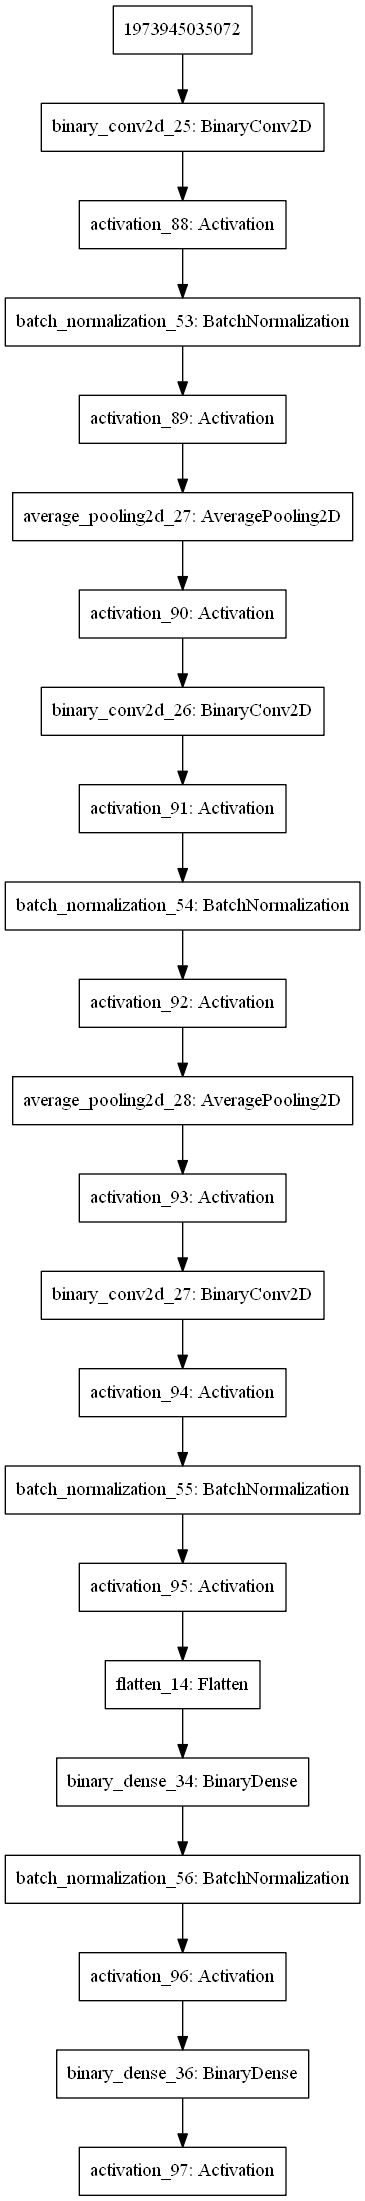 1973945035072
binary_conv2d_25: BinaryConv2D
activation_88: Activation
batch_normalization_53: BatchNormalization
activation_89: Activation
average_pooling2d_27: AveragePooling2D
activation_90: Activation
binary_conv2d_26: BinaryConv2D
activation_91: Activation
batch_normalization_54: BatchNormalization
activation_92: Activation
average_pooling2d_28: AveragePooling2D
activation_93: Activation
binary_conv2d_27: BinaryConv2D
activation_94: Activation
batch_normalization_55: BatchNormalization
activation_95: Activation
flatten_14: Flatten
binary_dense_34: BinaryDense
batch_normalization_56: BatchNormalization
activation_96: Activation
binary_dense_36: BinaryDense
activation_97: Activation